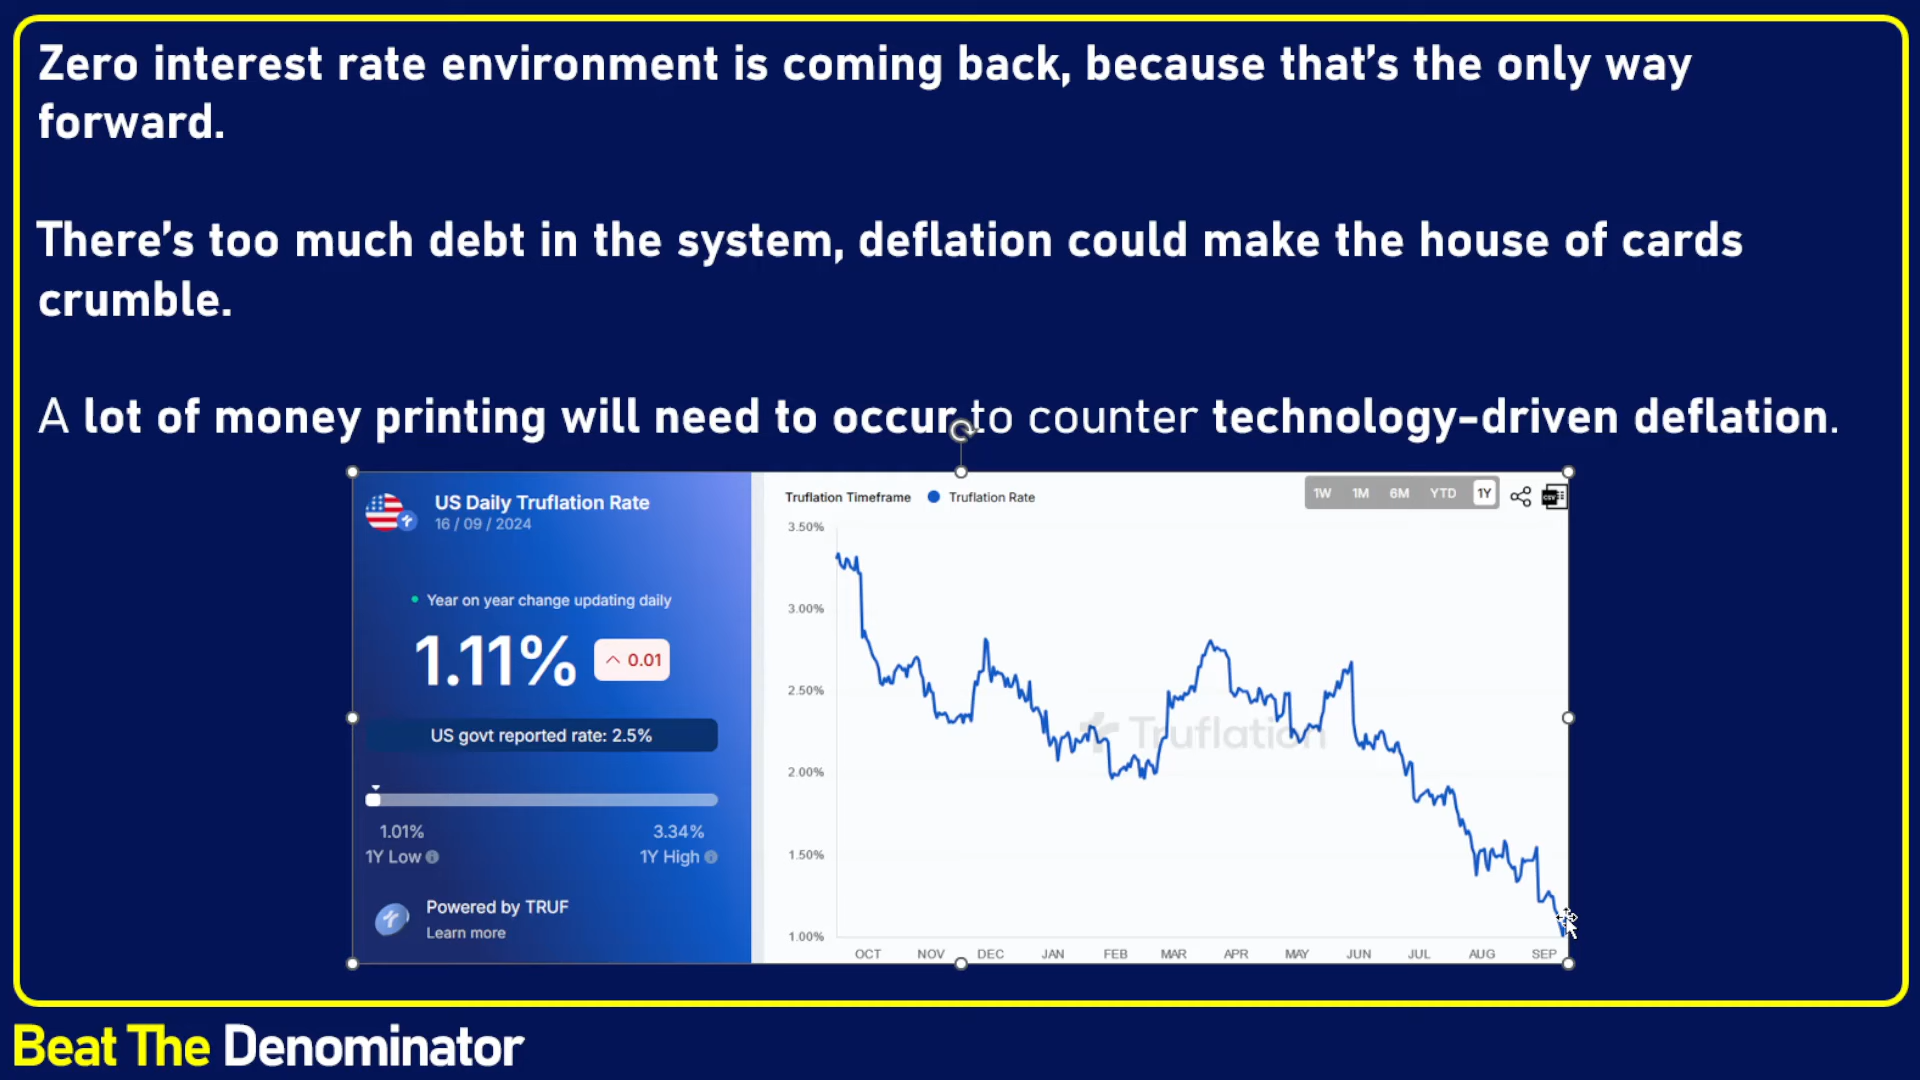 Zero interest rate environment is coming back, because that's the only way
forward.
There's too much debt in the system, deflation could make the house of cards
crumble.
A lot of money printing will need to occur to counter technology-driven deflation.
US Daily Truflation Rate
16 / 09 / 2024
Year on year change updating daily
1.11% 0.01
US govt reported rate: 2.5%
1.01% 3.34%
1Y Low 1Y High
Powered by TRUF
Learn more
Truflation Timeframe Truflation Rate
1W 1M 6M YTD 1Y
CSV
3.50%
3.00%
2.50%
2.00%
1.50%
1.00%
Truflation
OCT NOV DEC JAN FEB MAR APR MAY JUN JUL AUG SEP
Beat The Denominator